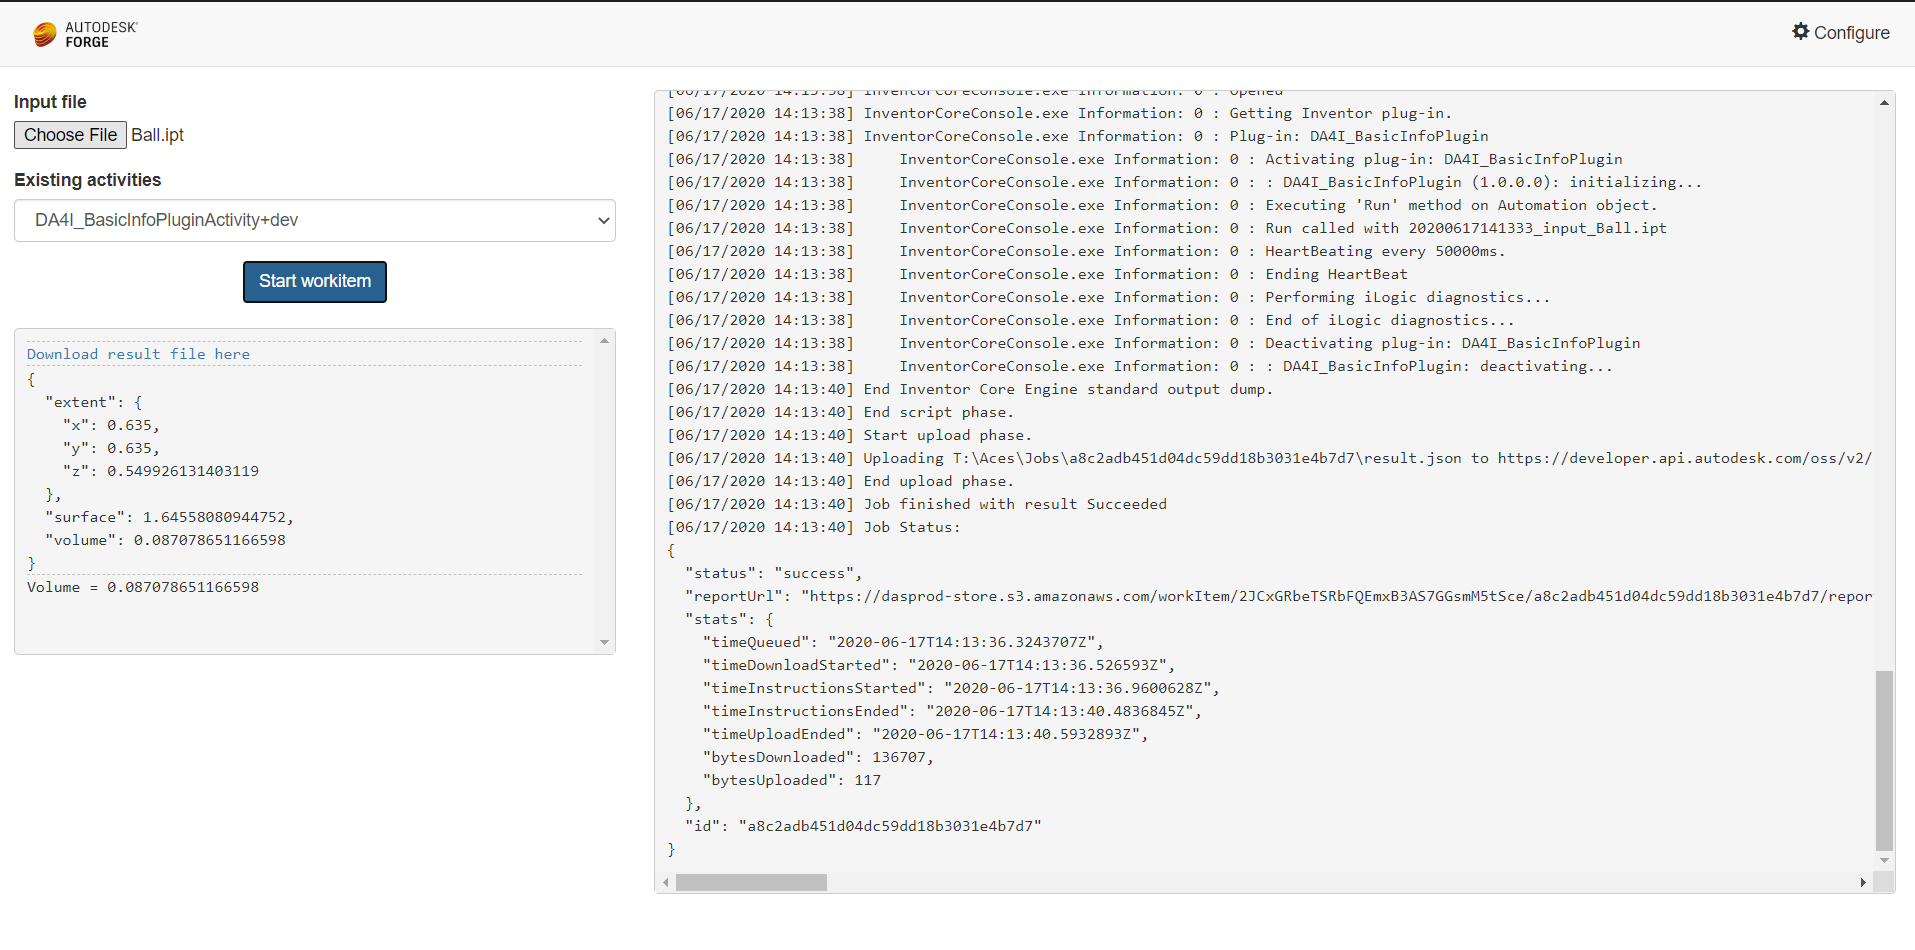 AUTODESK
FORGE
Configure
Input file
Choose File Ball.ipt
Existing activities
DA4I_BasicInfoPluginActivity+dev
Start workitem
Download result file here
{
"extent": {
"x": 0.635,
"y": 0.635,
"z": 0.549926131403119
},
"surface": 1.64558080944752,
"volume": 0.087078651166598
}
Volume = 0.087078651166598
[06/17/2020 14:13:38] InventorCoreConsole.exe Information: 0 : Opened
[06/17/2020 14:13:38] InventorCoreConsole.exe Information: 0 : Getting Inventor plug-in.
[06/17/2020 14:13:38] InventorCoreConsole.exe Information: 0 : Plug-in: DA4I_BasicInfoPlugin
[06/17/2020 14:13:38] InventorCoreConsole.exe Information: 0 : Activating plug-in: DA4I_BasicInfoPlugin
[06/17/2020 14:13:38] InventorCoreConsole.exe Information: 0 : : DA4I_BasicInfoPlugin (1.0.0.0): initializing...
[06/17/2020 14:13:38] InventorCoreConsole.exe Information: 0 : Executing 'Run' method on Automation object.
[06/17/2020 14:13:38] InventorCoreConsole.exe Information: 0 : Run called with 20200617141333_input_Ball.ipt
[06/17/2020 14:13:38] InventorCoreConsole.exe Information: 0 : HeartBeating every 50000ms.
[06/17/2020 14:13:38] InventorCoreConsole.exe Information: 0 : Ending HeartBeat
[06/17/2020 14:13:38] InventorCoreConsole.exe Information: 0 : Performing iLogic diagnostics...
[06/17/2020 14:13:38] InventorCoreConsole.exe Information: 0 : End of iLogic diagnostics...
[06/17/2020 14:13:38] InventorCoreConsole.exe Information: 0 : Deactivating plug-in: DA4I_BasicInfoPlugin
[06/17/2020 14:13:38] InventorCoreConsole.exe Information: 0 : : DA4I_BasicInfoPlugin: deactivating...
[06/17/2020 14:13:40] End Inventor Core Engine standard output dump.
[06/17/2020 14:13:40] End script phase.
[06/17/2020 14:13:40] Start upload phase.
[06/17/2020 14:13:40] Uploading T:\Aces\Jobs\a8c2adb451d04dc59dd18b3031e4b7d7\result.json to https://developer.api.autodesk.com/oss/v2/
[06/17/2020 14:13:40] End upload phase.
[06/17/2020 14:13:40] Job finished with result Succeeded
[06/17/2020 14:13:40] Job Status:
{
"status": "success",
"reportUrl": "https://dasprod-store.s3.amazonaws.com/workItem/2JCxGRbeTSRbFQEmxB3AS7GGsmM5tSce/a8c2adb451d04dc59dd18b3031e4b7d7/repor
"stats": {
"timeQueued": "2020-06-17T14:13:36.3243707Z",
"timeDownloadStarted": "2020-06-17T14:13:36.526593Z",
"timeInstructionsStarted": "2020-06-17T14:13:36.9600628Z",
"timeInstructionsEnded": "2020-06-17T14:13:40.4836845Z",
"timeUploadEnded": "2020-06-17T14:13:40.5932893Z",
"bytesDownloaded": 136707,
"bytesUploaded": 117
},
"id": "a8c2adb451d04dc59dd18b3031e4b7d7"
}